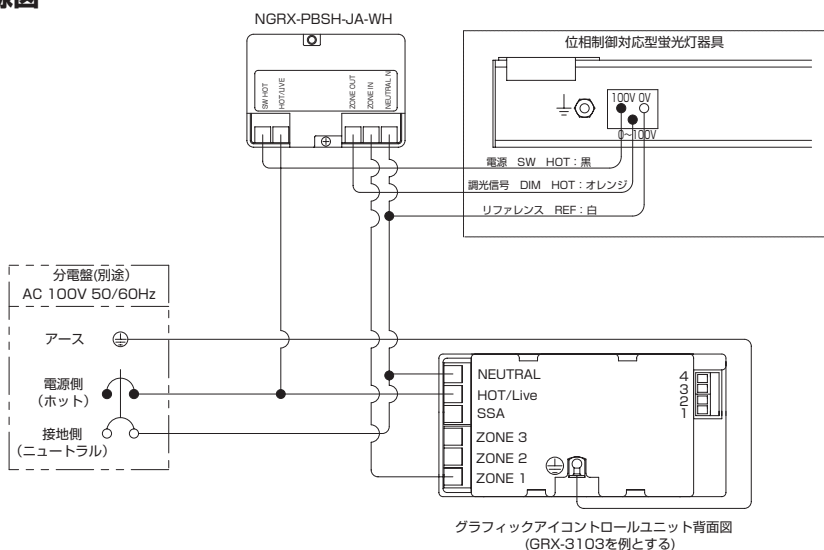 線図
NGRX-PBSH-JA-WH
SW HOT
HOT/LIVE
ZONE OUT
ZONE IN
NEUTRAL N
位相制御対応型蛍光灯器具
100V 0V
0~100V
電源 SW HOT:黒
調光信号 DIM HOT:オレンジ
リファレンス REF:白
分電盤(別途)
AC 100V 50/60Hz
アース
電源側
(ホット)
接地側
(ニュートラル)
NEUTRAL
HOT/Live
SSA
ZONE 3
ZONE 2
ZONE 1
4
3
2
1
グラフィックアイコントロールユニット背面図
(GRX-3103を例とする)